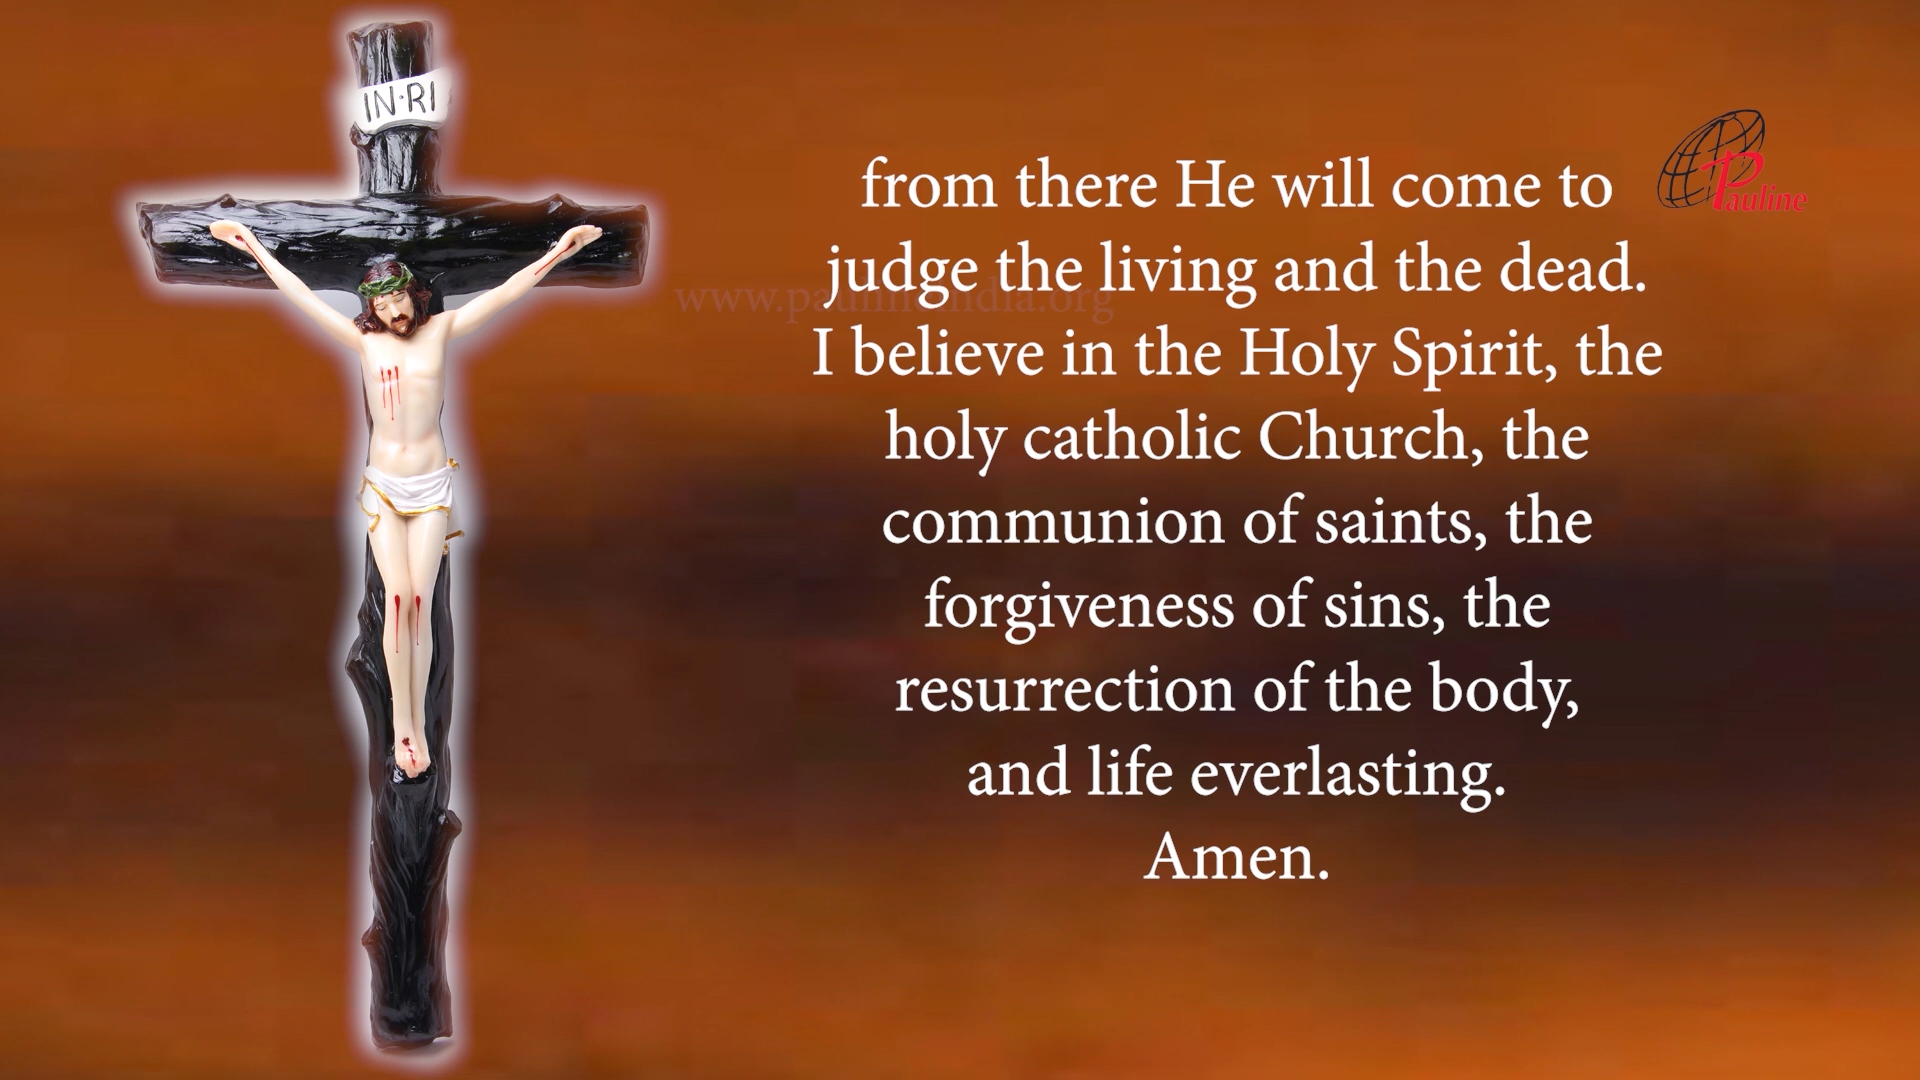 IN·RI
from there He will come to
judge the living and the dead.
I believe in the Holy Spirit, the
holy catholic Church, the
communion of saints, the
forgiveness of sins, the
resurrection of the body,
and life everlasting.
Amen.
Pauline
www.paulineindia.org